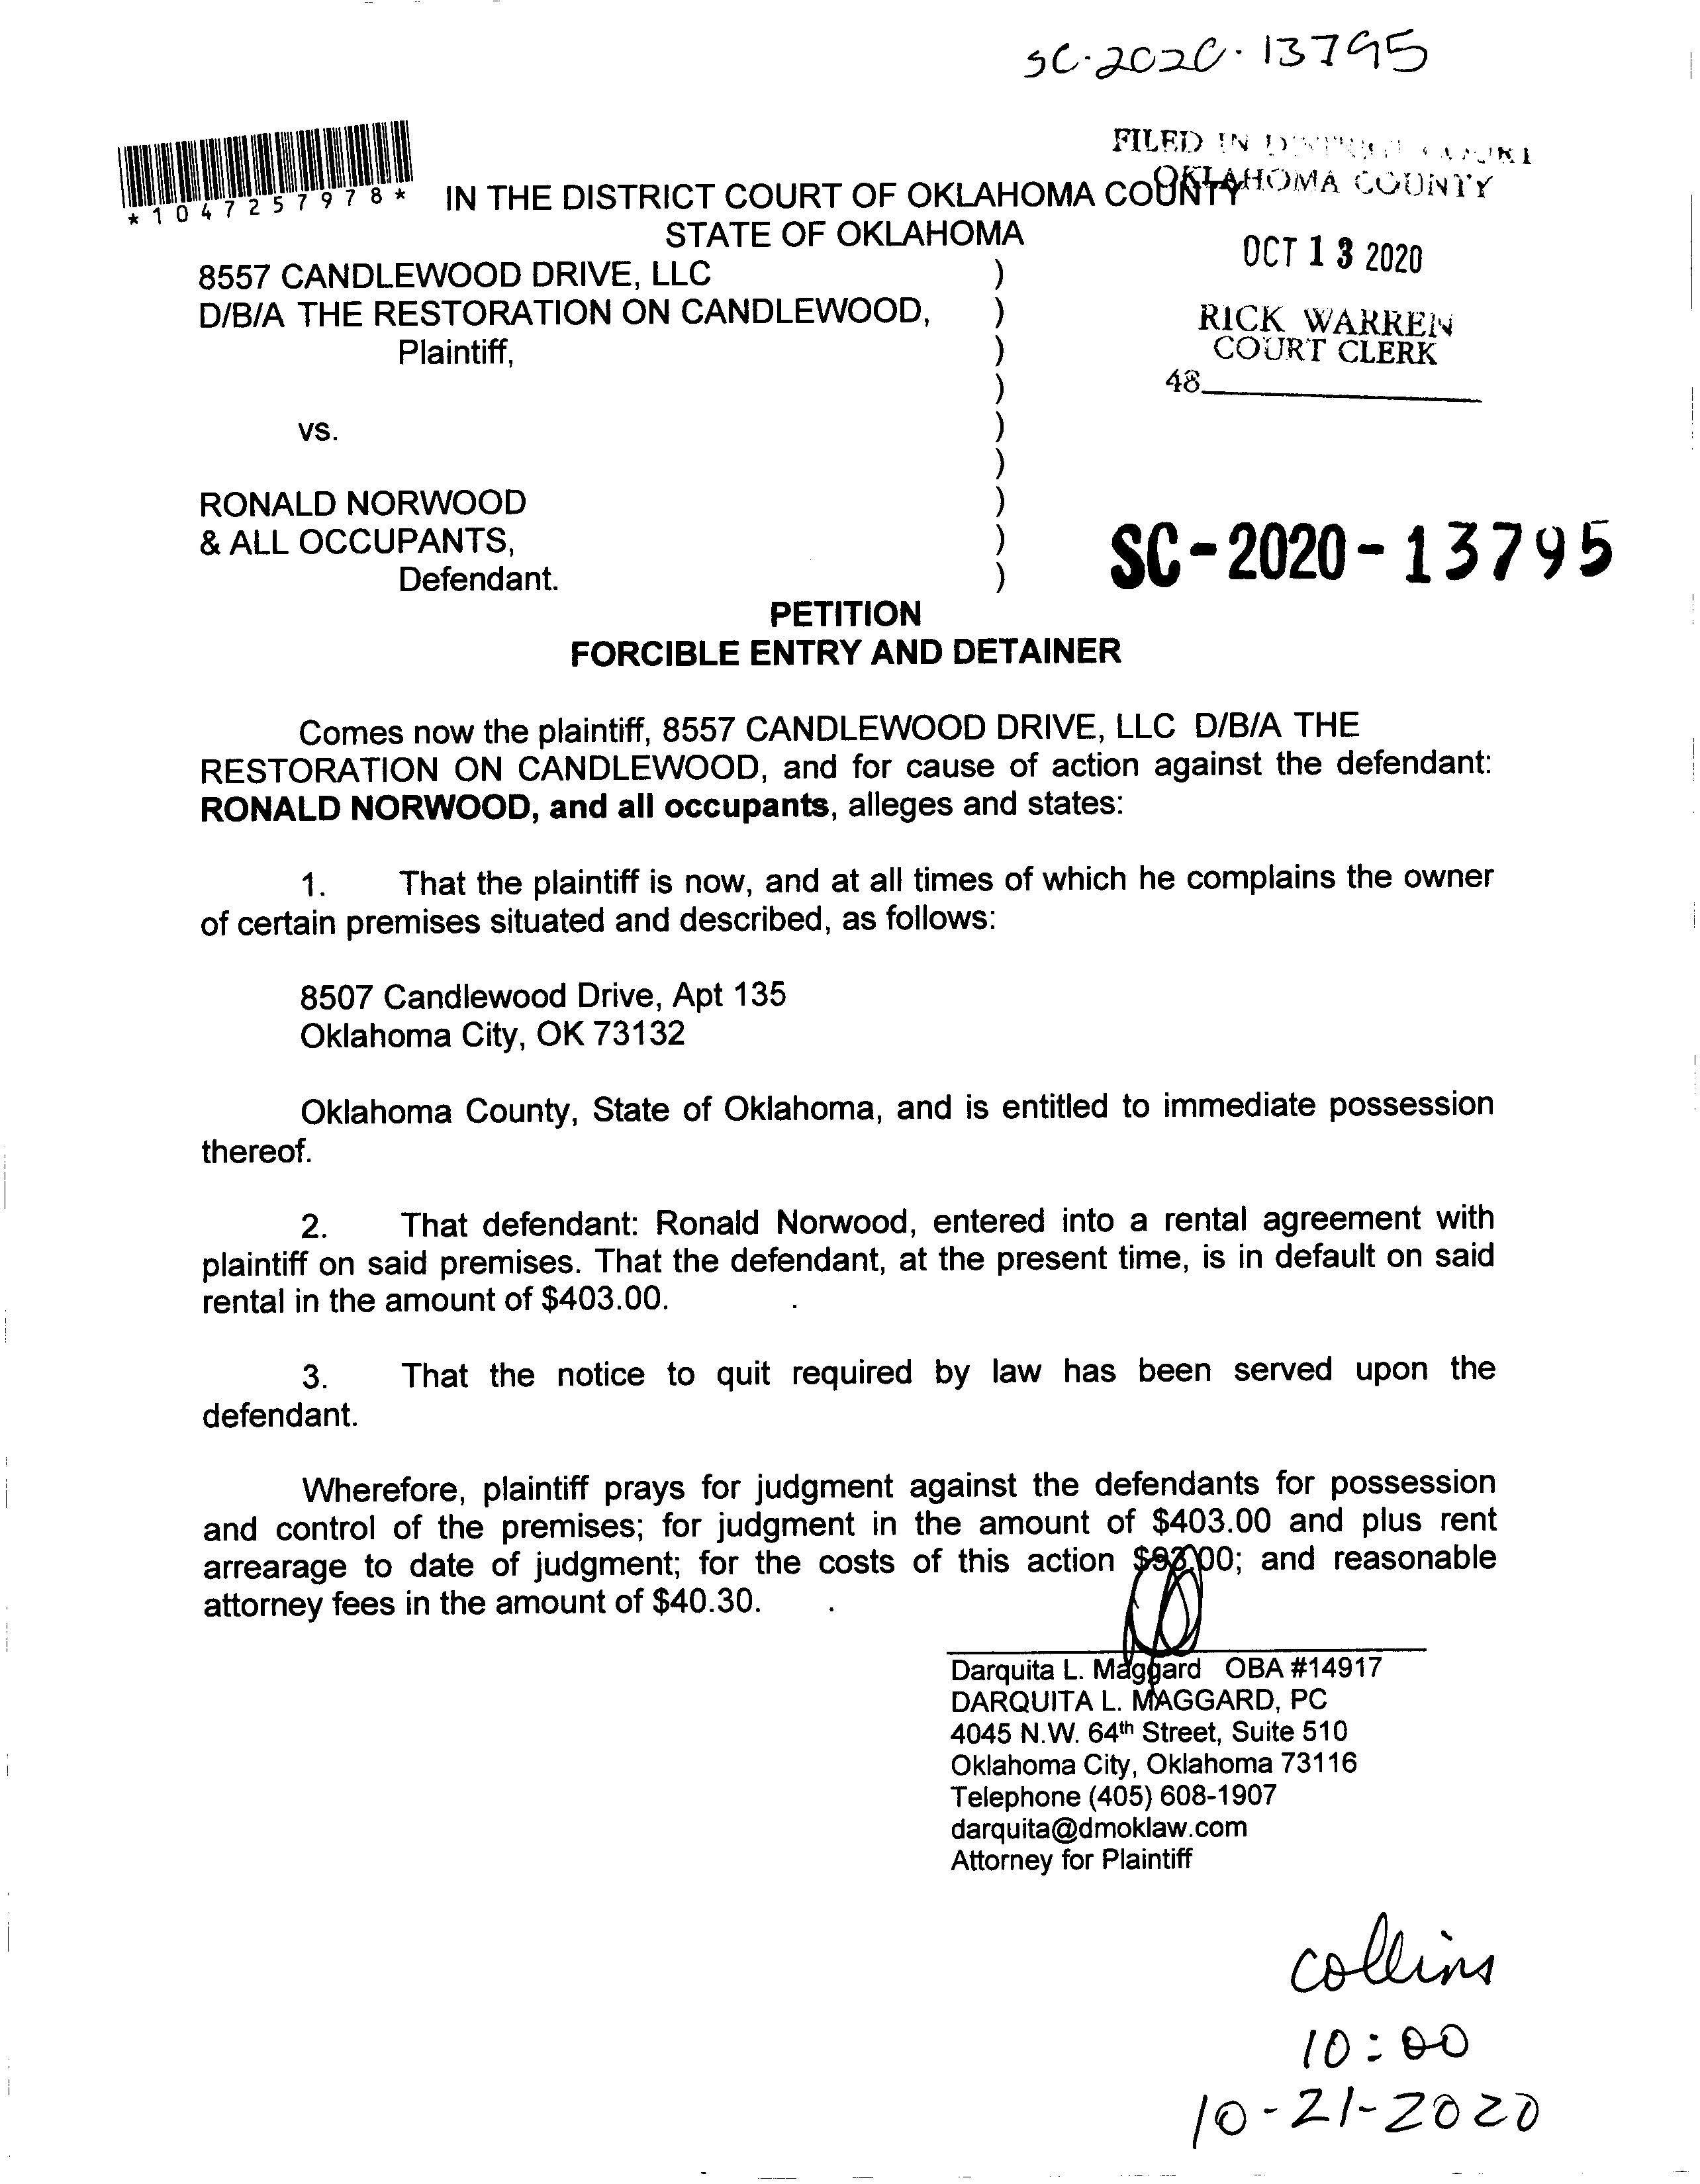 SC-2020-13795
FILED IN DISTRICT COURT
OKLAHOMA COUNTY
*1047257978*
IN THE DISTRICT COURT OF OKLAHOMA COUNTY
STATE OF OKLAHOMA
OCT 13 2020
RICK WARREN
COURT CLERK
48
8557 CANDLEWOOD DRIVE, LLC )
D/B/A THE RESTORATION ON CANDLEWOOD, )
Plaintiff, )
)
vs. )
)
RONALD NORWOOD )
& ALL OCCUPANTS, )
Defendant. )
SC-2020-13795
PETITION
FORCIBLE ENTRY AND DETAINER
Comes now the plaintiff, 8557 CANDLEWOOD DRIVE, LLC D/B/A THE
RESTORATION ON CANDLEWOOD, and for cause of action against the defendant:
RONALD NORWOOD, and all occupants, alleges and states:
1. That the plaintiff is now, and at all times of which he complains the owner
of certain premises situated and described, as follows:
8507 Candlewood Drive, Apt 135
Oklahoma City, OK 73132
Oklahoma County, State of Oklahoma, and is entitled to immediate possession
thereof.
2. That defendant: Ronald Norwood, entered into a rental agreement with
plaintiff on said premises. That the defendant, at the present time, is in default on said
rental in the amount of $403.00.
3. That the notice to quit required by law has been served upon the
defendant.
Wherefore, plaintiff prays for judgment against the defendants for possession
and control of the premises; for judgment in the amount of $403.00 and plus rent
arrearage to date of judgment; for the costs of this action and reasonable
attorney fees in the amount of $40.30.
Darquita L. Maggard OBA #14917
DARQUITA L. MAGGARD, PC
4045 N.W. 64th Street, Suite 510
Oklahoma City, Oklahoma 73116
Telephone (405) 608-1907
darquita@dmoklaw.com
Attorney for Plaintiff
collins
10:00
10-21-2020